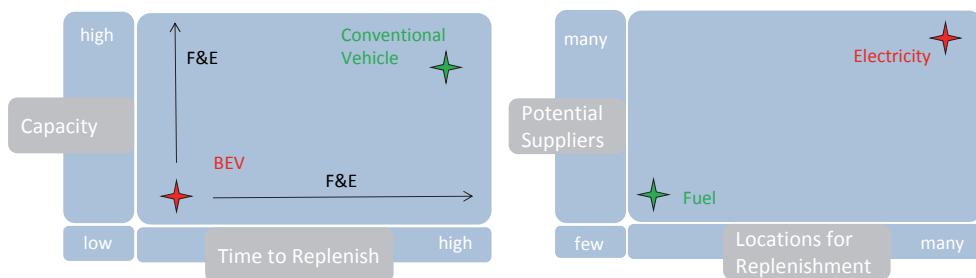 high
F&E
Conventional
Vehicle
Capacity
BEV
F&E
low
Time to Replenish
high
many
Electricity
Potential
Suppliers
Fuel
few
Locations for
Replenishment
many